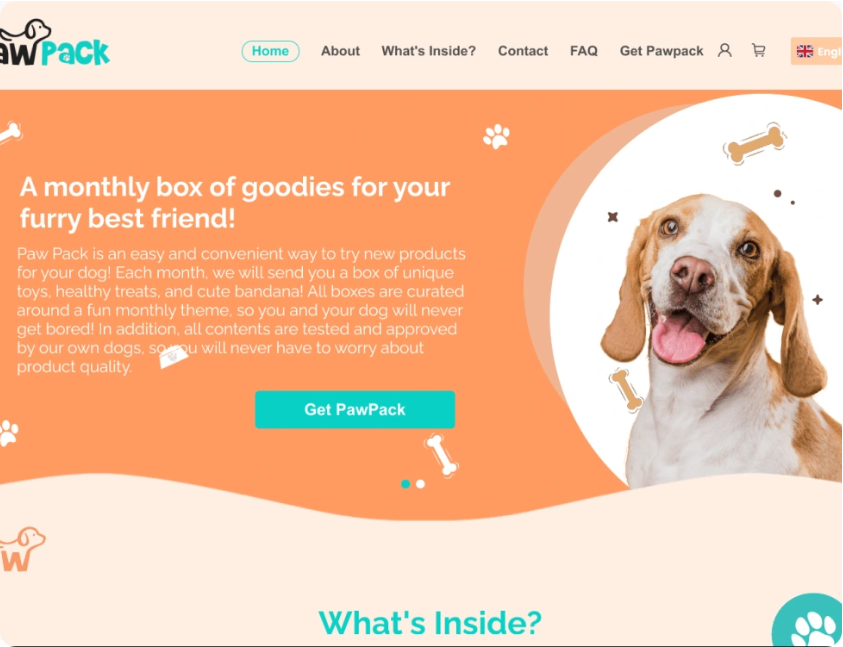 aw Pack
Home
About
What's Inside?
Contact
FAQ
Get Pawpack
Engl
A monthly box of goodies for your
furry best friend!
Paw Pack is an easy and convenient way to try new products
for your dog! Each month, we will send you a box of unique
toys, healthy treats, and cute bandana! All boxes are curated
around a fun monthly theme, so you and your dog will never
get bored! In addition, all contents are tested and approved
by our own dogs, so you will never have to worry about
product quality.
Get PawPack
W
What's Inside?